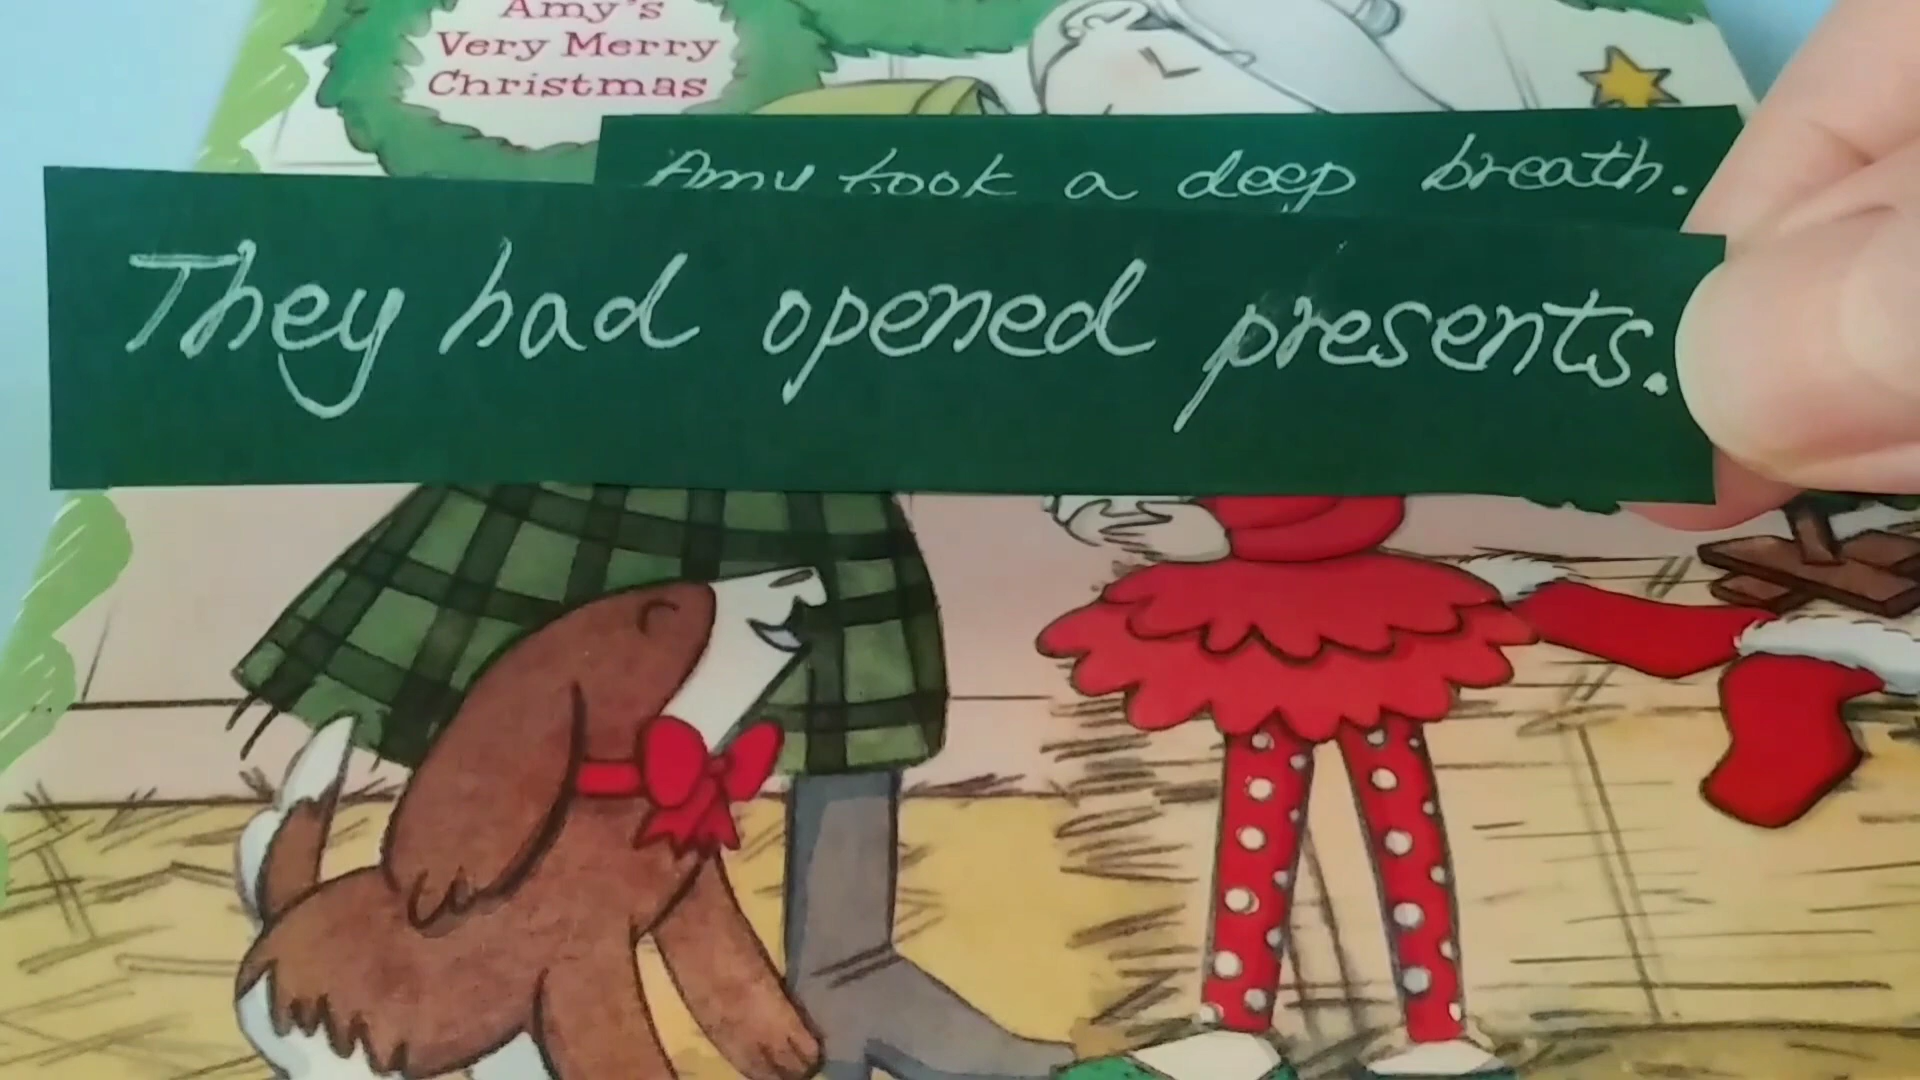 Amy's
Very Merry
Christmas
Amy took a deep breath.
They had opened presents.